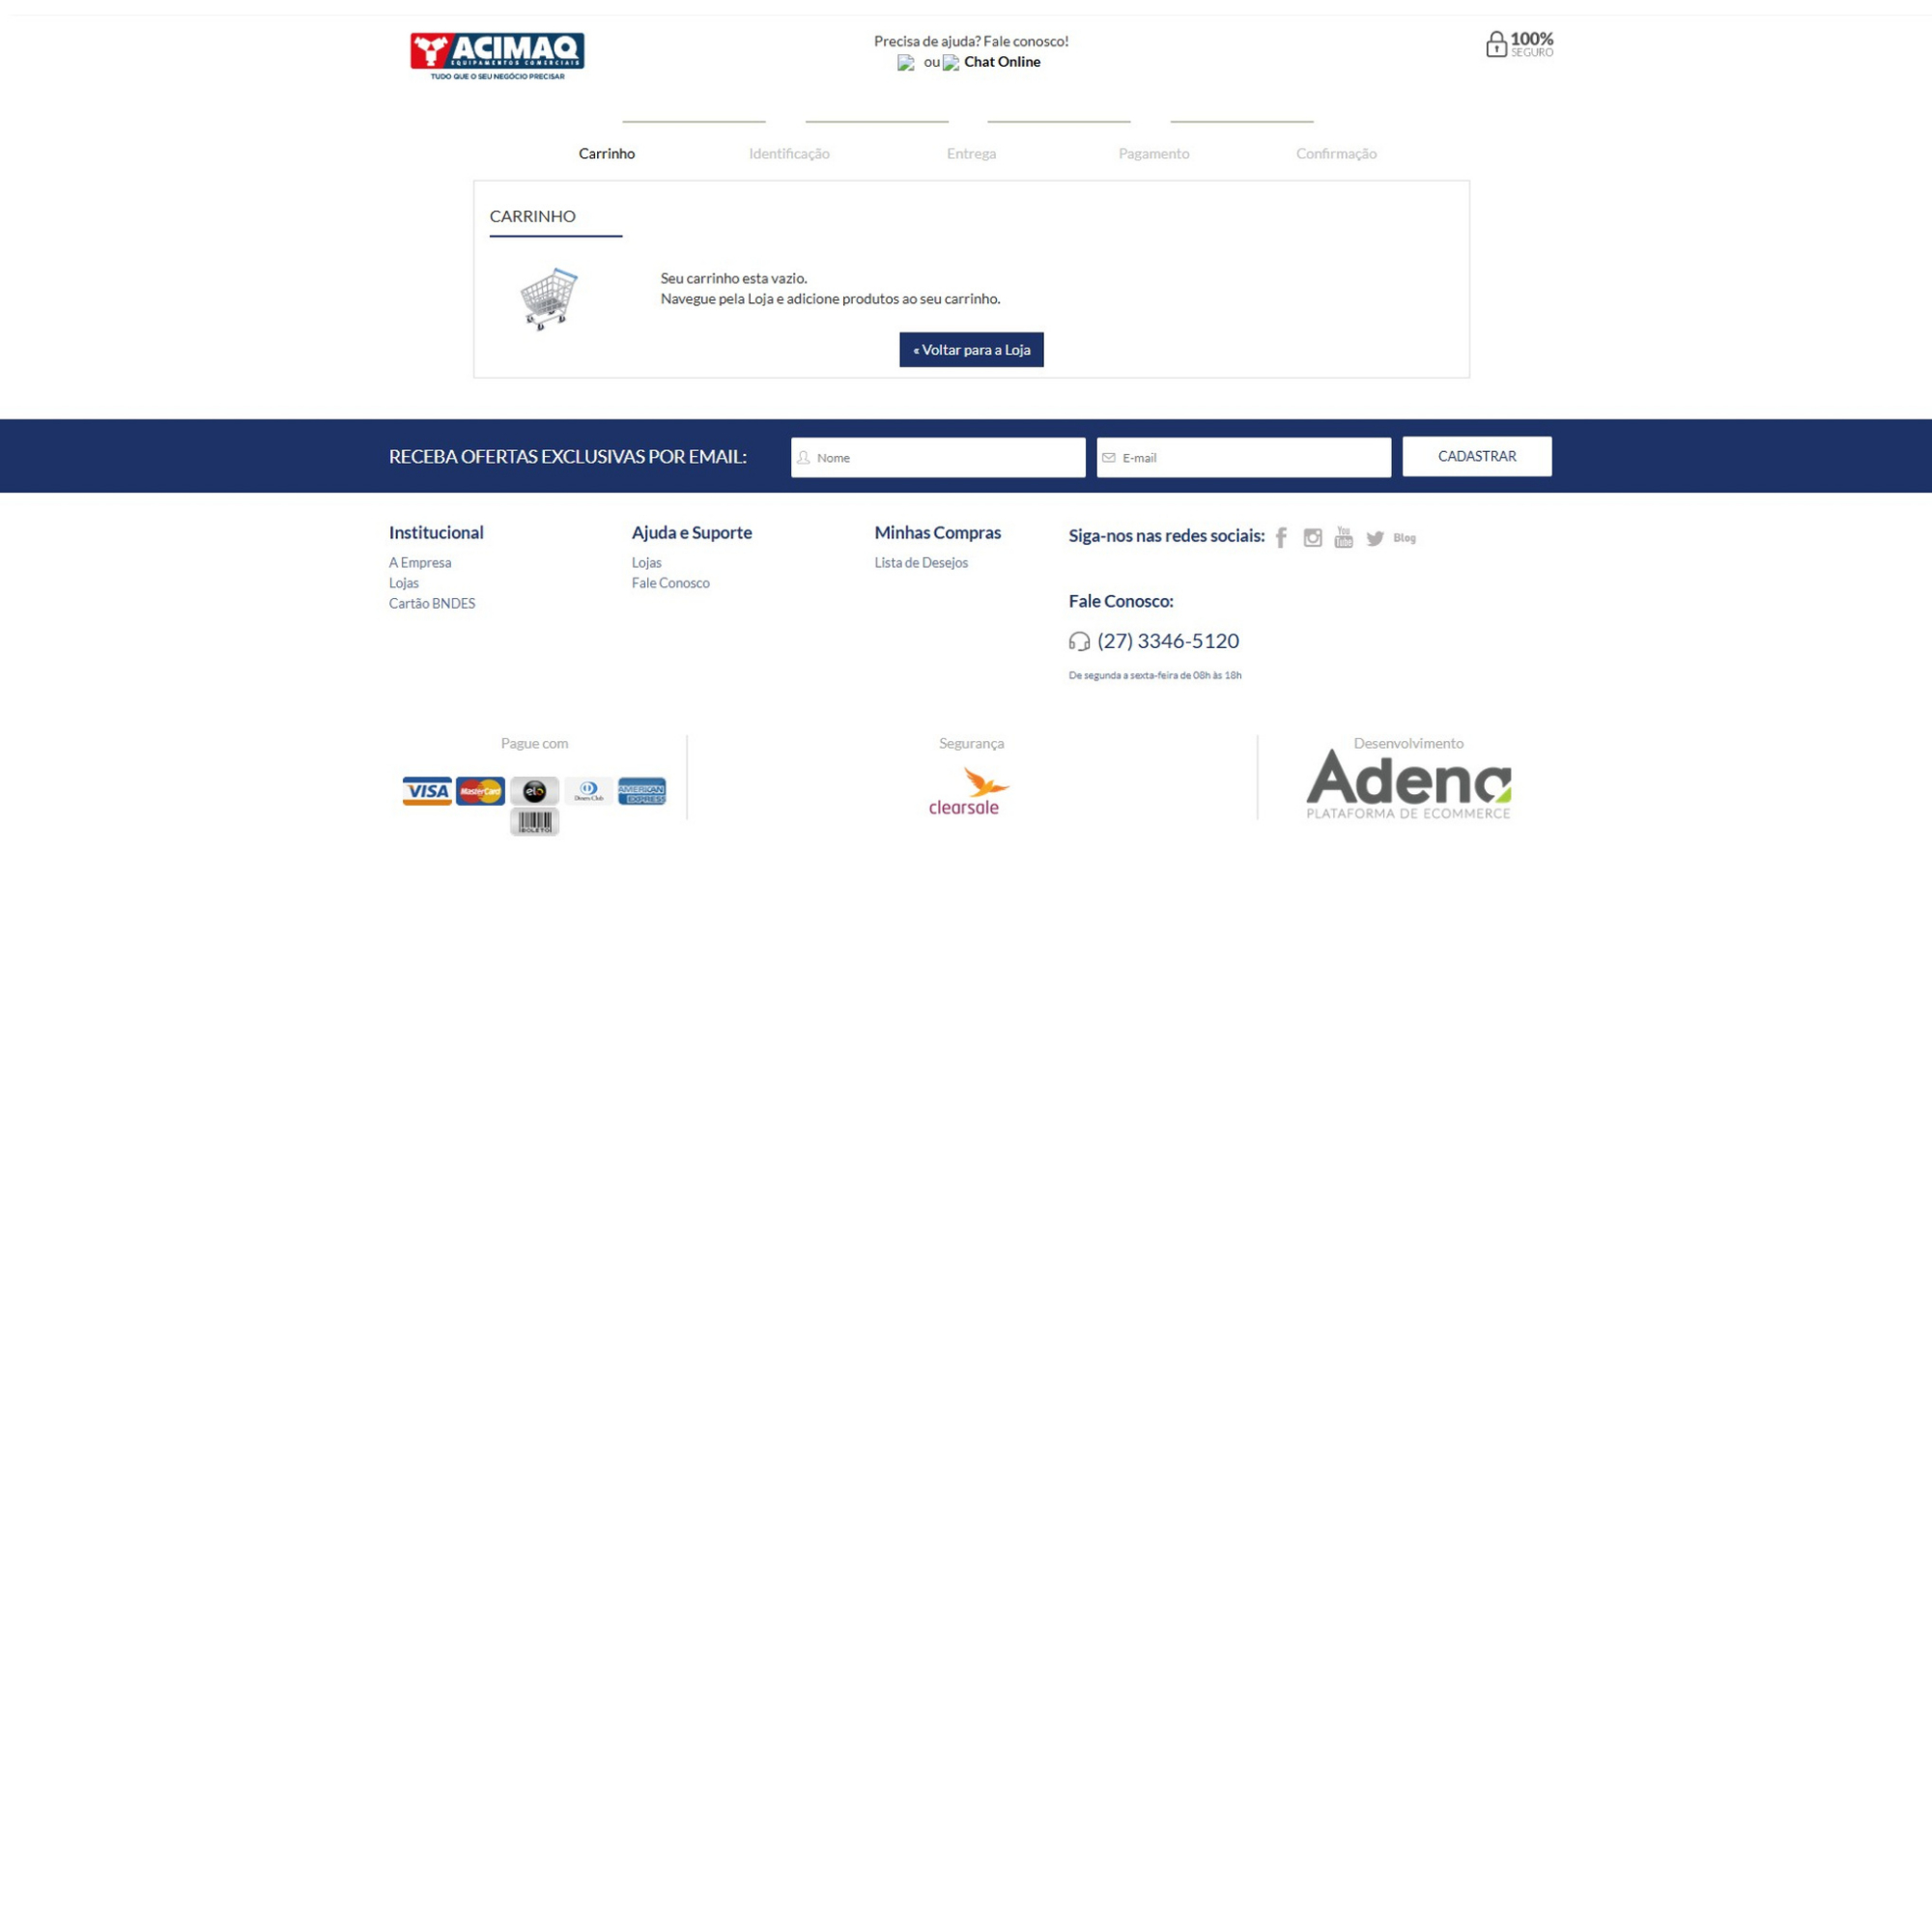 ACIMAQ
EQUIPAMENTOS COMERCIAIS
TUDO QUE O SEU NEGÓCIO PRECISAR
Precisa de ajuda? Fale conosco!
ou Chat Online
100%
SEGURO
Carrinho
Identificação
Entrega
Pagamento
Confirmação
CARRINHO
Seu carrinho esta vazio.
Navegue pela Loja e adicione produtos ao seu carrinho.
« Voltar para a Loja
RECEBA OFERTAS EXCLUSIVAS POR EMAIL:
Nome
E-mail
CADASTRAR
Institucional
A Empresa
Lojas
Cartão BNDES
Ajuda e Suporte
Lojas
Fale Conosco
Minhas Compras
Lista de Desejos
Siga-nos nas redes sociais:
You
Tube
Blog
Fale Conosco:
(27) 3346-5120
De segunda a sexta-feira de 08h às 18h
Pague com
VISA
MasterCard
elo
Diners Club
AMERICAN
EXPRESS
BOLETO
Segurança
clearsale
Desenvolvimento
Adena
PLATAFORMA DE ECOMMERCE